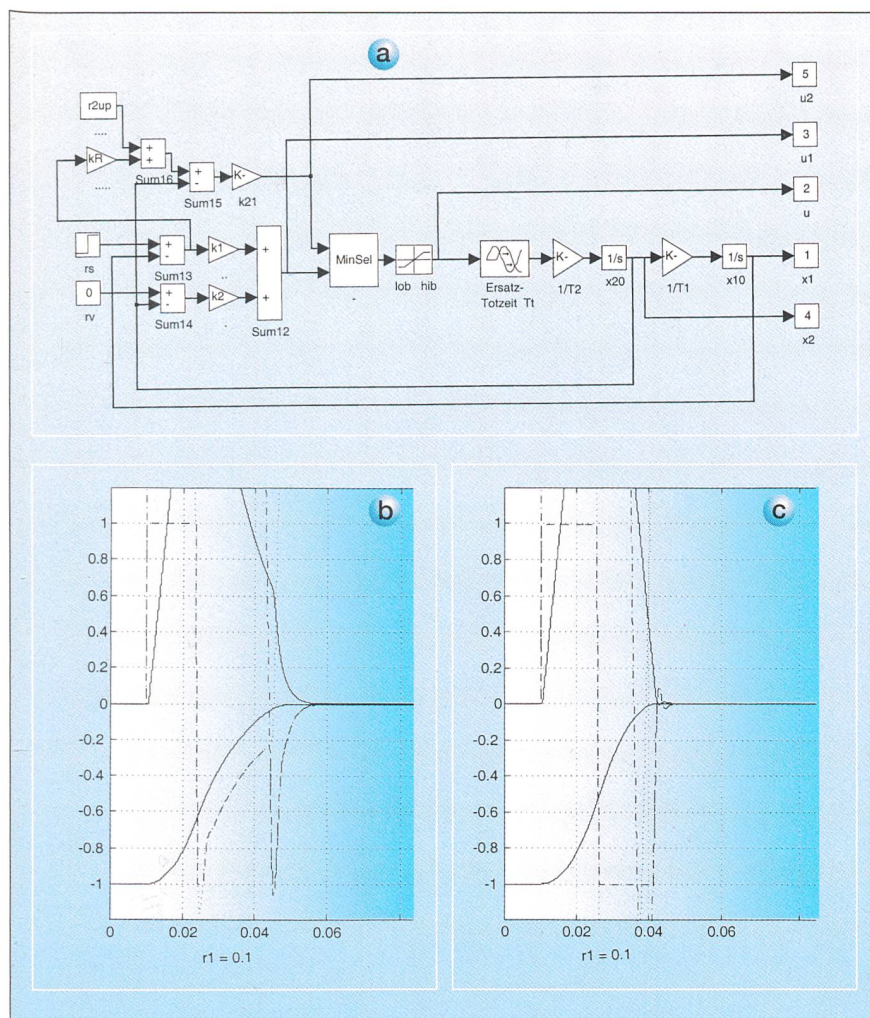 a
r2up
....
kR
.....
+
+
Sum16
+
-
Sum15
K-
k21
5
u2
3
u1
2
u
rs
+
-
Sum13
k1
..
+
0
rv
+
-
Sum14
k2
.
+
Sum12
MinSel
-
lob hib
Ersatz-
Totzeit Tt
K-
1/T2
1/s
x20
K-
1/T1
1/s
x10
1
x1
4
x2
b
1
0.8
0.6
0.4
0.2
0
-0.2
-0.4
-0.6
-0.8
-1
0 0.02 0.04 0.06
r1 = 0.1
c
1
0.8
0.6
0.4
0.2
0
-0.2
-0.4
-0.6
-0.8
-1
0 0.02 0.04 0.06
r1 = 0.1